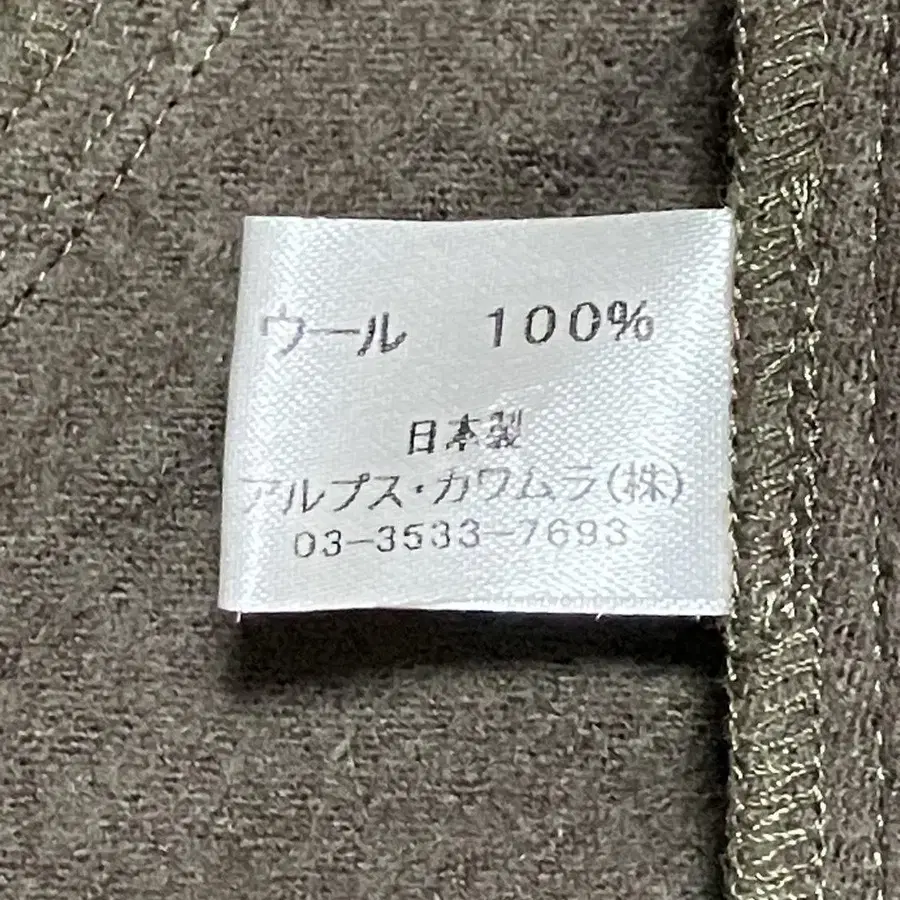 ウール 100%
日本製
アルプス・カワムラ(株)
03-3533-7693